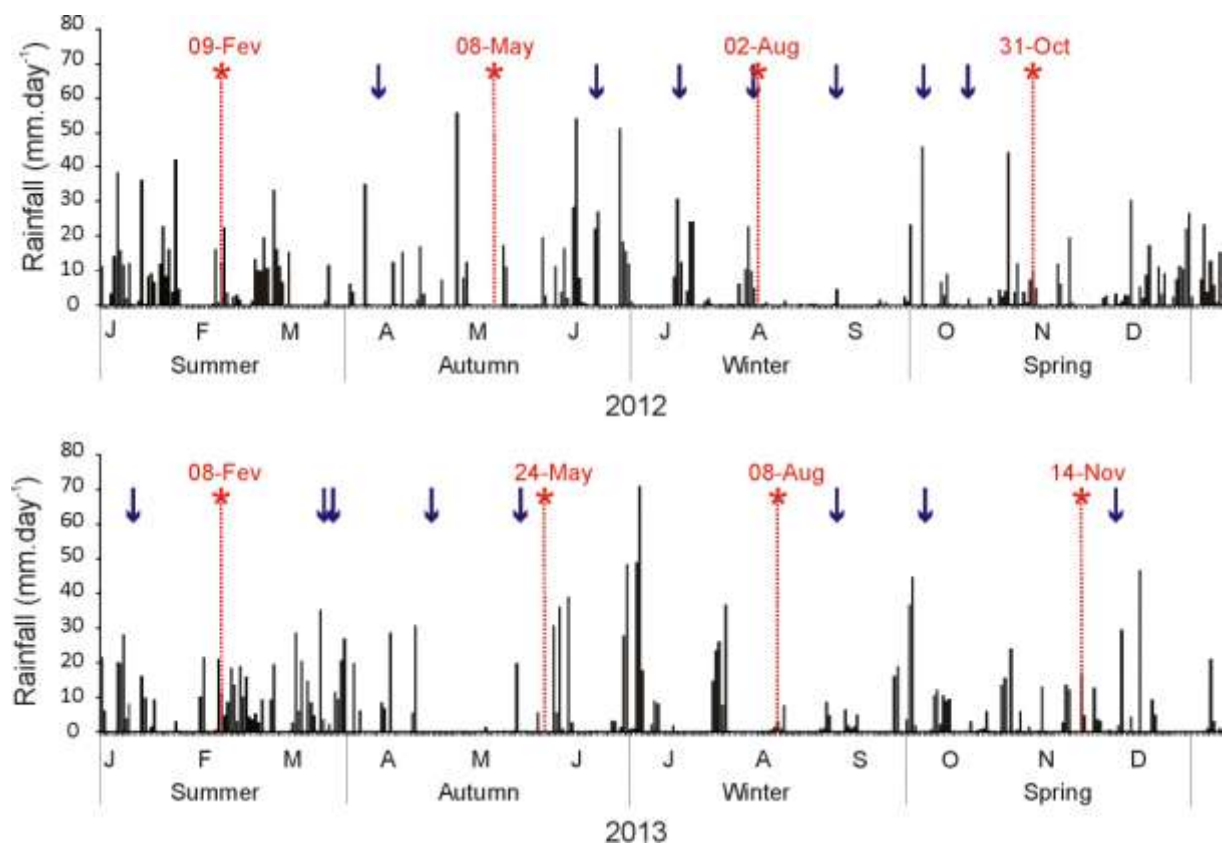 80
09-Fev 08-May 02-Aug 31-Oct
70
60
50
40
30
20
10
0
Rainfall (mm.day⁻¹)
J F M A M J J A S O N D
Summer Autumn Winter Spring
2012
80
08-Fev 24-May 08-Aug 14-Nov
70
60
50
40
30
20
10
0
Rainfall (mm.day⁻¹)
J F M A M J J A S O N D
Summer Autumn Winter Spring
2013